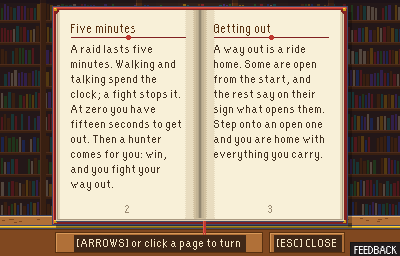 Five minutes
A raid lasts five
minutes. Walking and
talking spend the
clock; a fight stops it.
At zero you have
fifteen seconds to get
out. Then a hunter
comes for you: win,
and you fight your
way out.
2
Getting out
A way out is a ride
home. Some are open
from the start, and
the rest say on their
sign what opens them.
Step onto an open one
and you are home with
everything you carry.
3
[ARROWS] or click a page to turn
[ESC] CLOSE
FEEDBACK